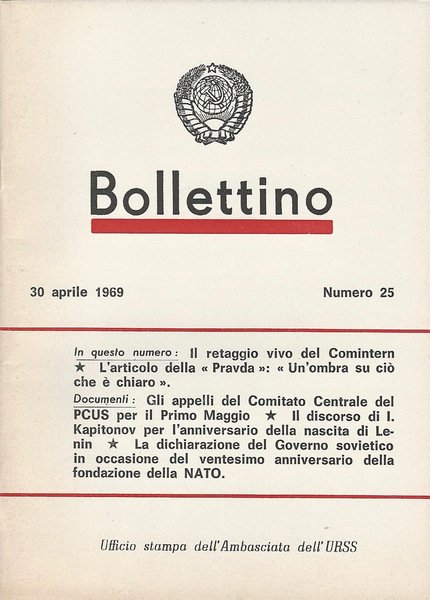 Bollettino
30 aprile 1969 Numero 25
In questo numero: Il retaggio vivo del Comintern
★ L'articolo della « Pravda »: « Un'ombra su ciò
che è chiaro ».
Documenti: Gli appelli del Comitato Centrale del
PCUS per il Primo Maggio ★ Il discorso di I.
Kapitonov per l'anniversario della nascita di Le-
nin ★ La dichiarazione del Governo sovietico
in occasione del ventesimo anniversario della
fondazione della NATO.
Ufficio stampa dell'Ambasciata dell'URSS